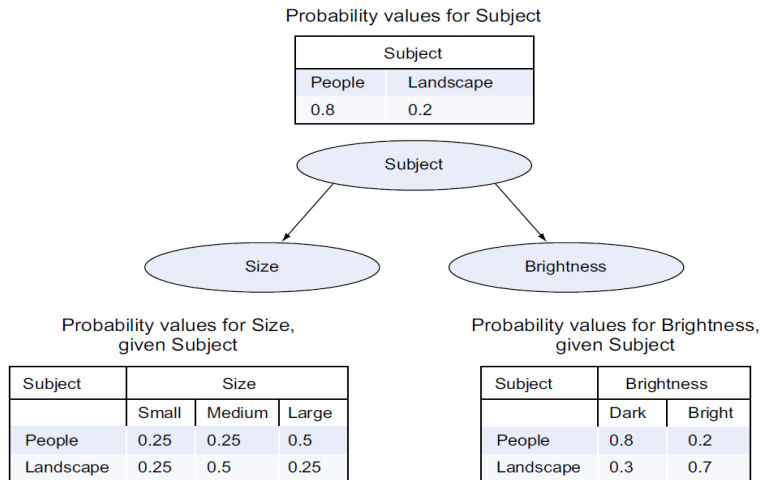 Probability values for Subject
Subject
People Landscape
0.8 0.2
Subject
Size
Brightness
Probability values for Size,
given Subject
Subject Size
Small Medium Large
People 0.25 0.25 0.5
Landscape 0.25 0.5 0.25
Probability values for Brightness,
given Subject
Subject Brightness
Dark Bright
People 0.8 0.2
Landscape 0.3 0.7